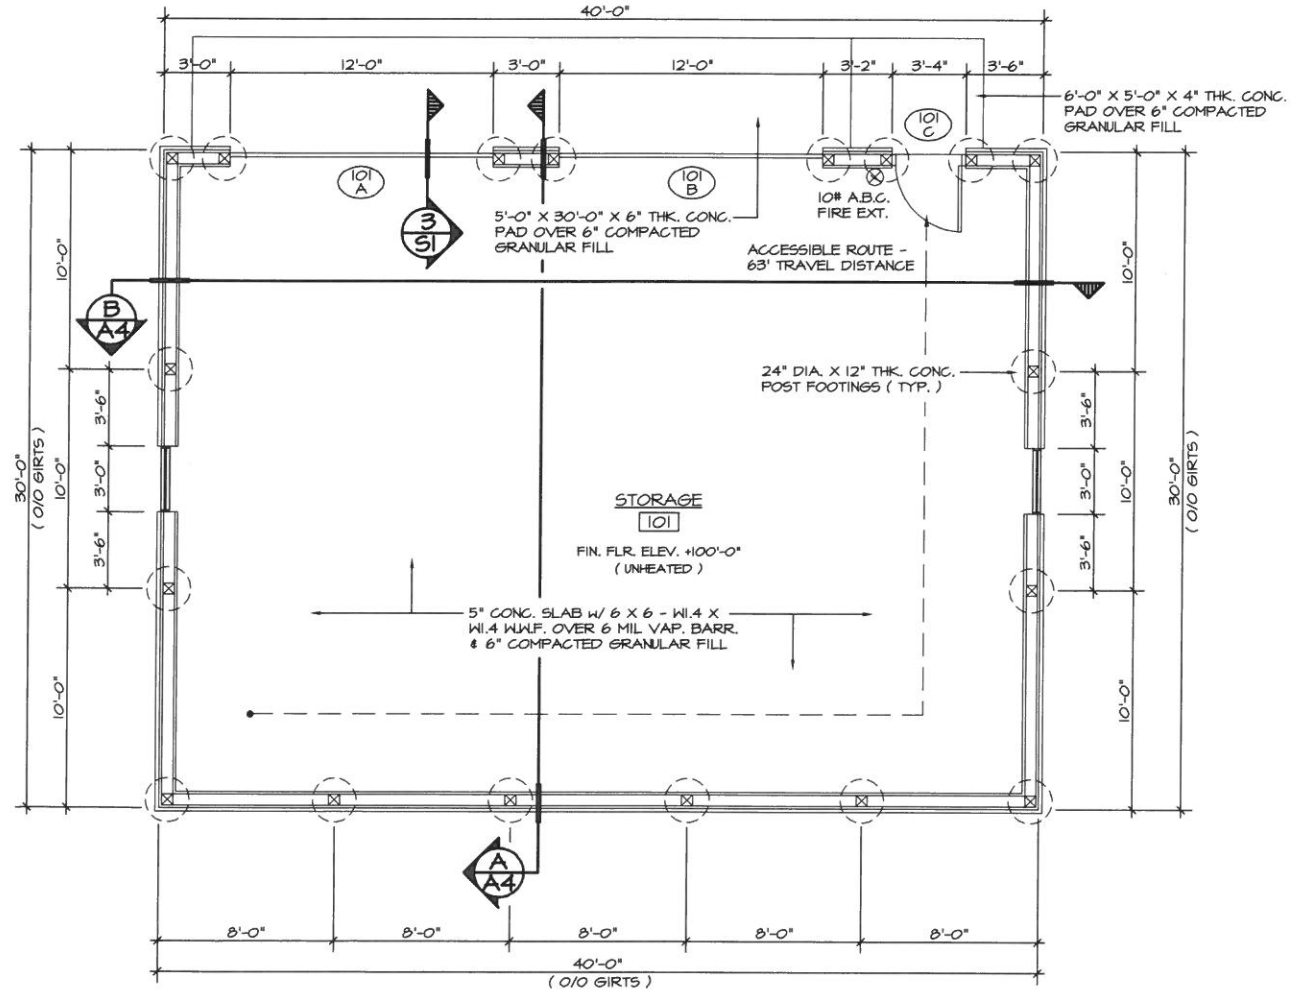 40'-0"
3'-0"
12'-0"
3'-0"
12'-0"
3'-2"
3'-4"
3'-6"
6'-0" X 5'-0" X 4" THK. CONC.
PAD OVER 6" COMPACTED
GRANULAR FILL
101
C
101
A
101
B
10# A.B.C.
FIRE EXT.
3
S1
5'-0" X 30'-0" X 6" THK. CONC.
PAD OVER 6" COMPACTED
GRANULAR FILL
ACCESSIBLE ROUTE -
63' TRAVEL DISTANCE
10'-0"
10'-0"
B
A4
24" DIA. X 12" THK. CONC.
POST FOOTINGS ( TYP. )
3'-6"
3'-6"
30'-0"
( O/O GIRTS )
10'-0"
3'-0"
3'-0"
10'-0"
30'-0"
( O/O GIRTS )
STORAGE
101
3'-6"
3'-6"
FIN. FLR. ELEV. +100'-0"
( UNHEATED )
5" CONC. SLAB W/ 6 X 6 - W1.4 X
W1.4 W.W.F. OVER 6 MIL VAP. BARR.
& 6" COMPACTED GRANULAR FILL
10'-0"
10'-0"
A
A4
8'-0"
8'-0"
8'-0"
8'-0"
8'-0"
40'-0"
( O/O GIRTS )